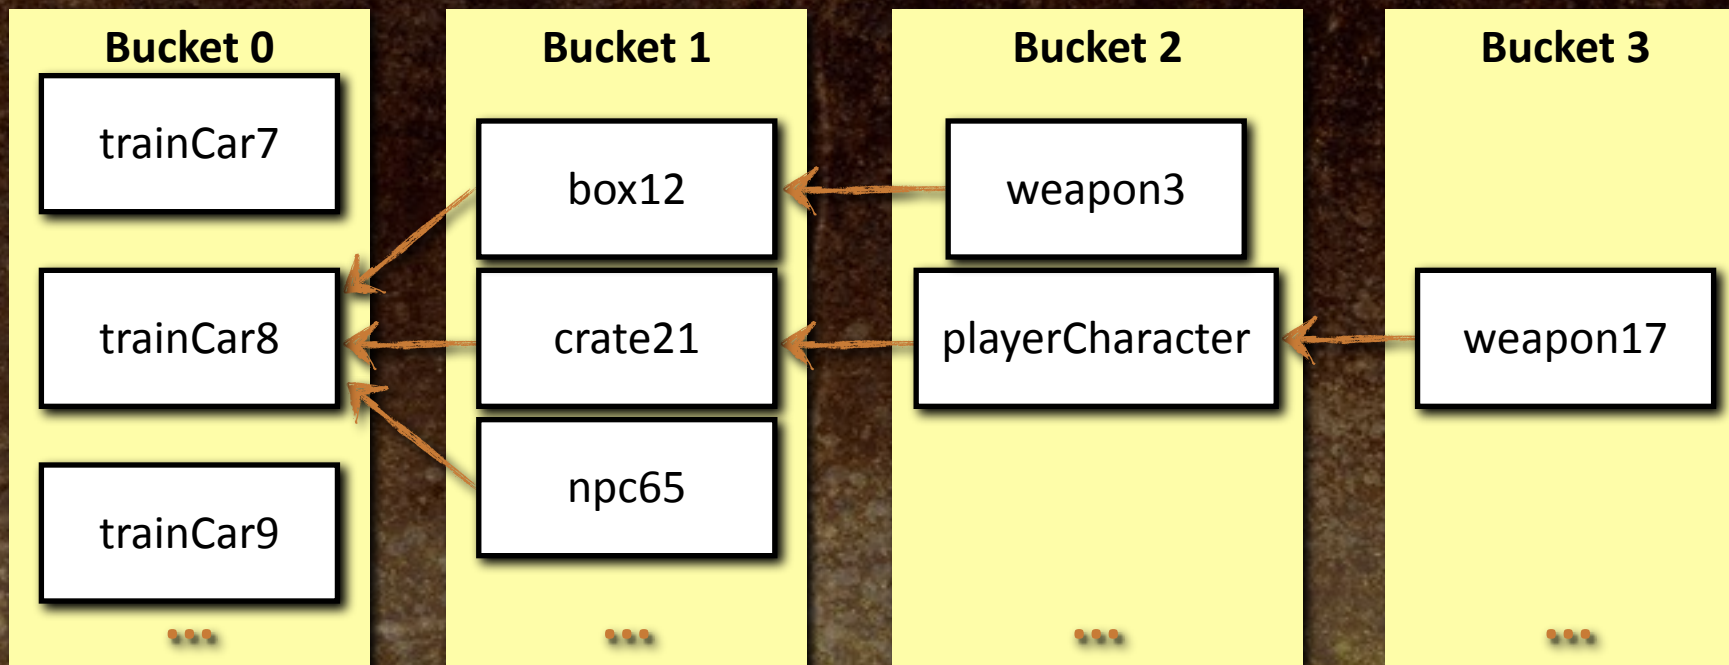 Bucket 0
trainCar7
trainCar8
trainCar9
...
Bucket 1
box12
crate21
npc65
...
Bucket 2
weapon3
playerCharacter
...
Bucket 3
weapon17
...